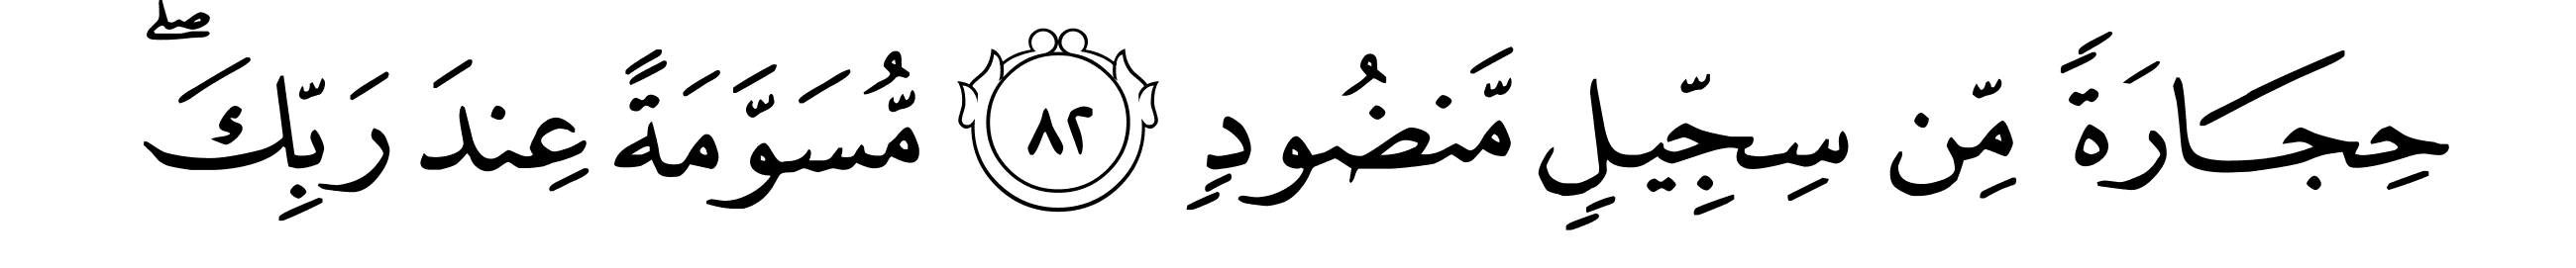 حِجَارَةً مِّن سِجِّيلٍ مَّنضُودٍ ٨٢ مُّسَوَّمَةً عِندَ رَبِّكَ ۖ